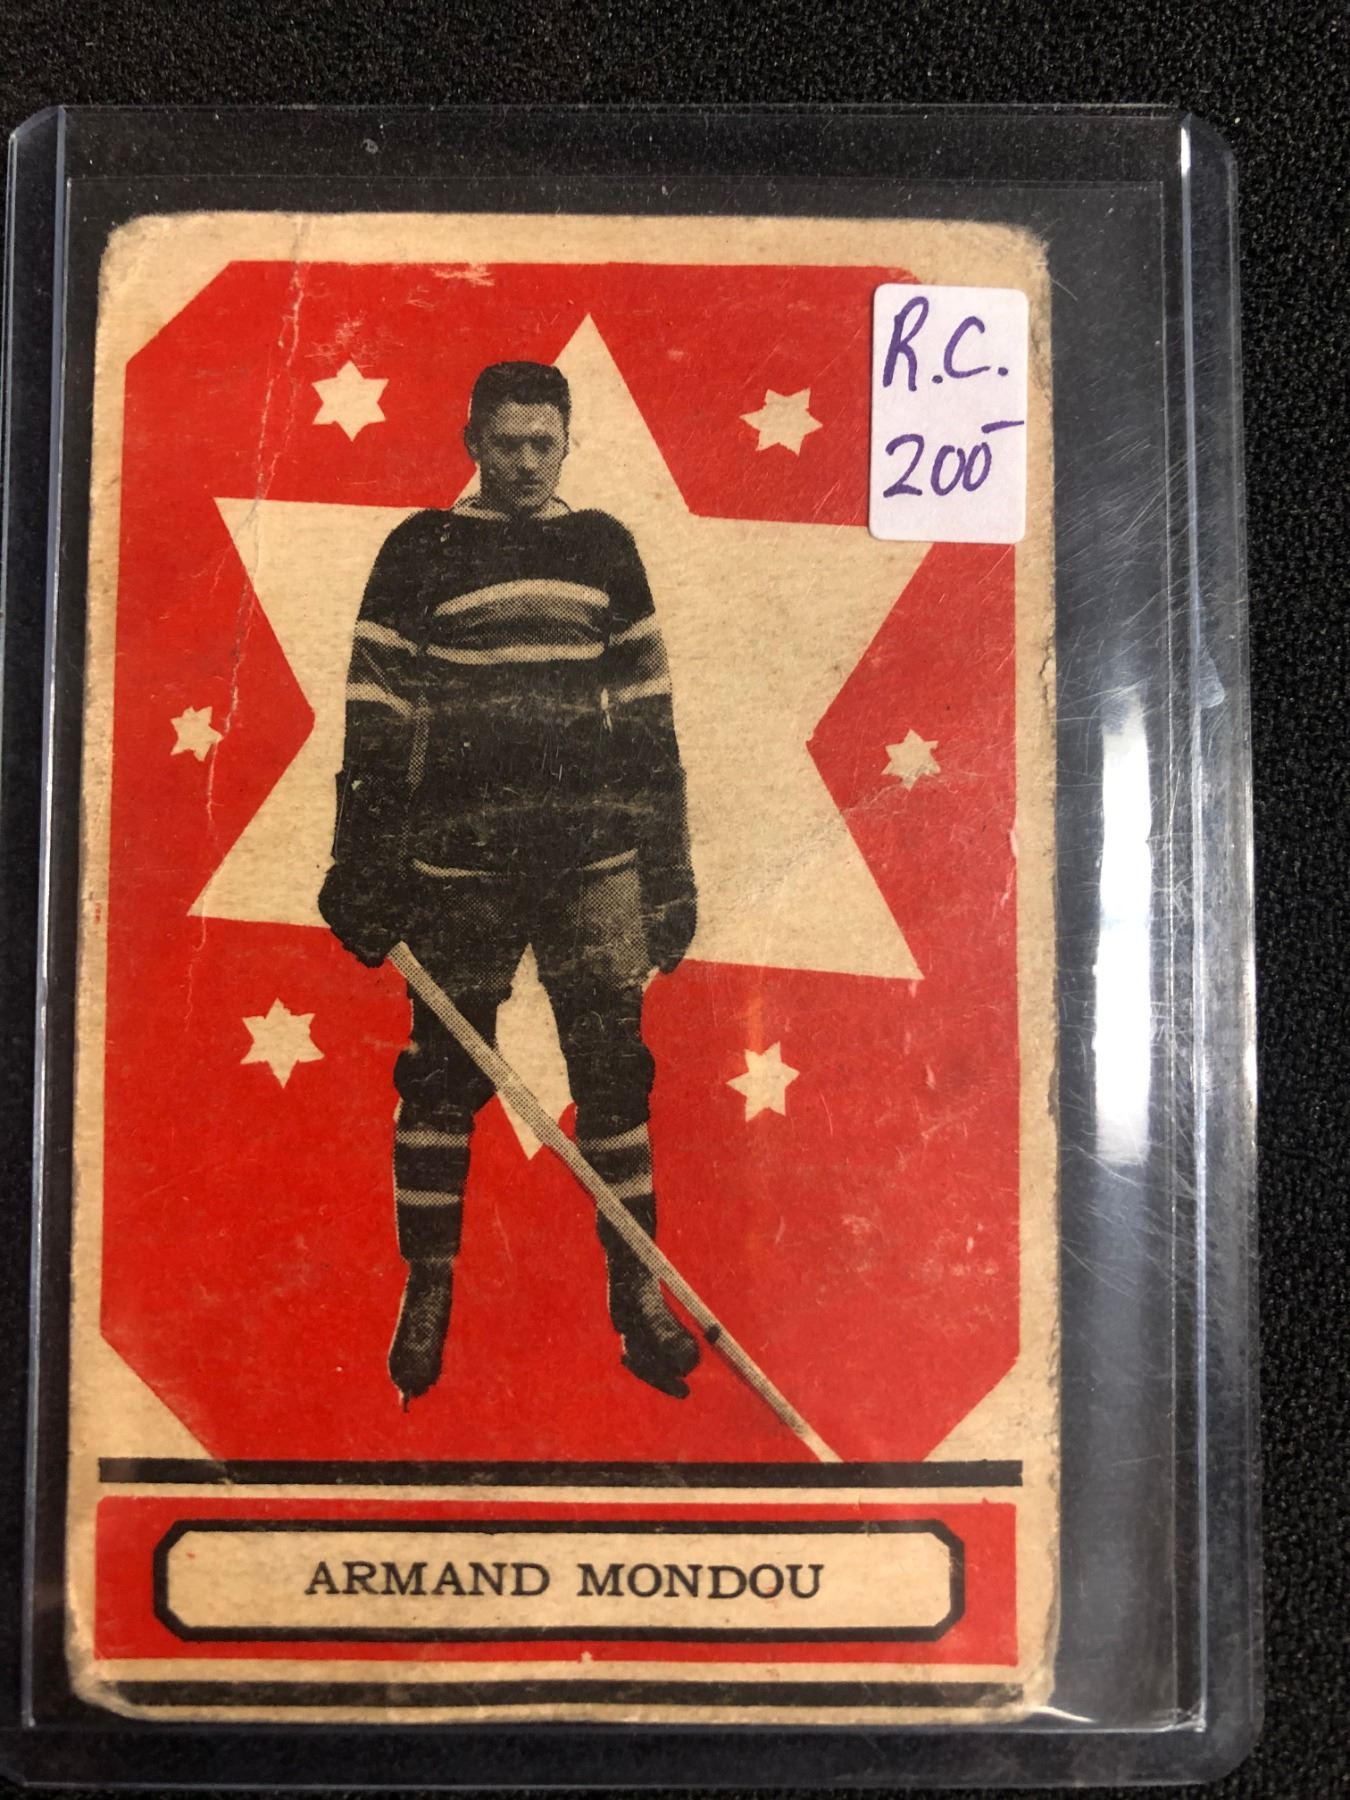 R.C.
200-
ARMAND MONDOU